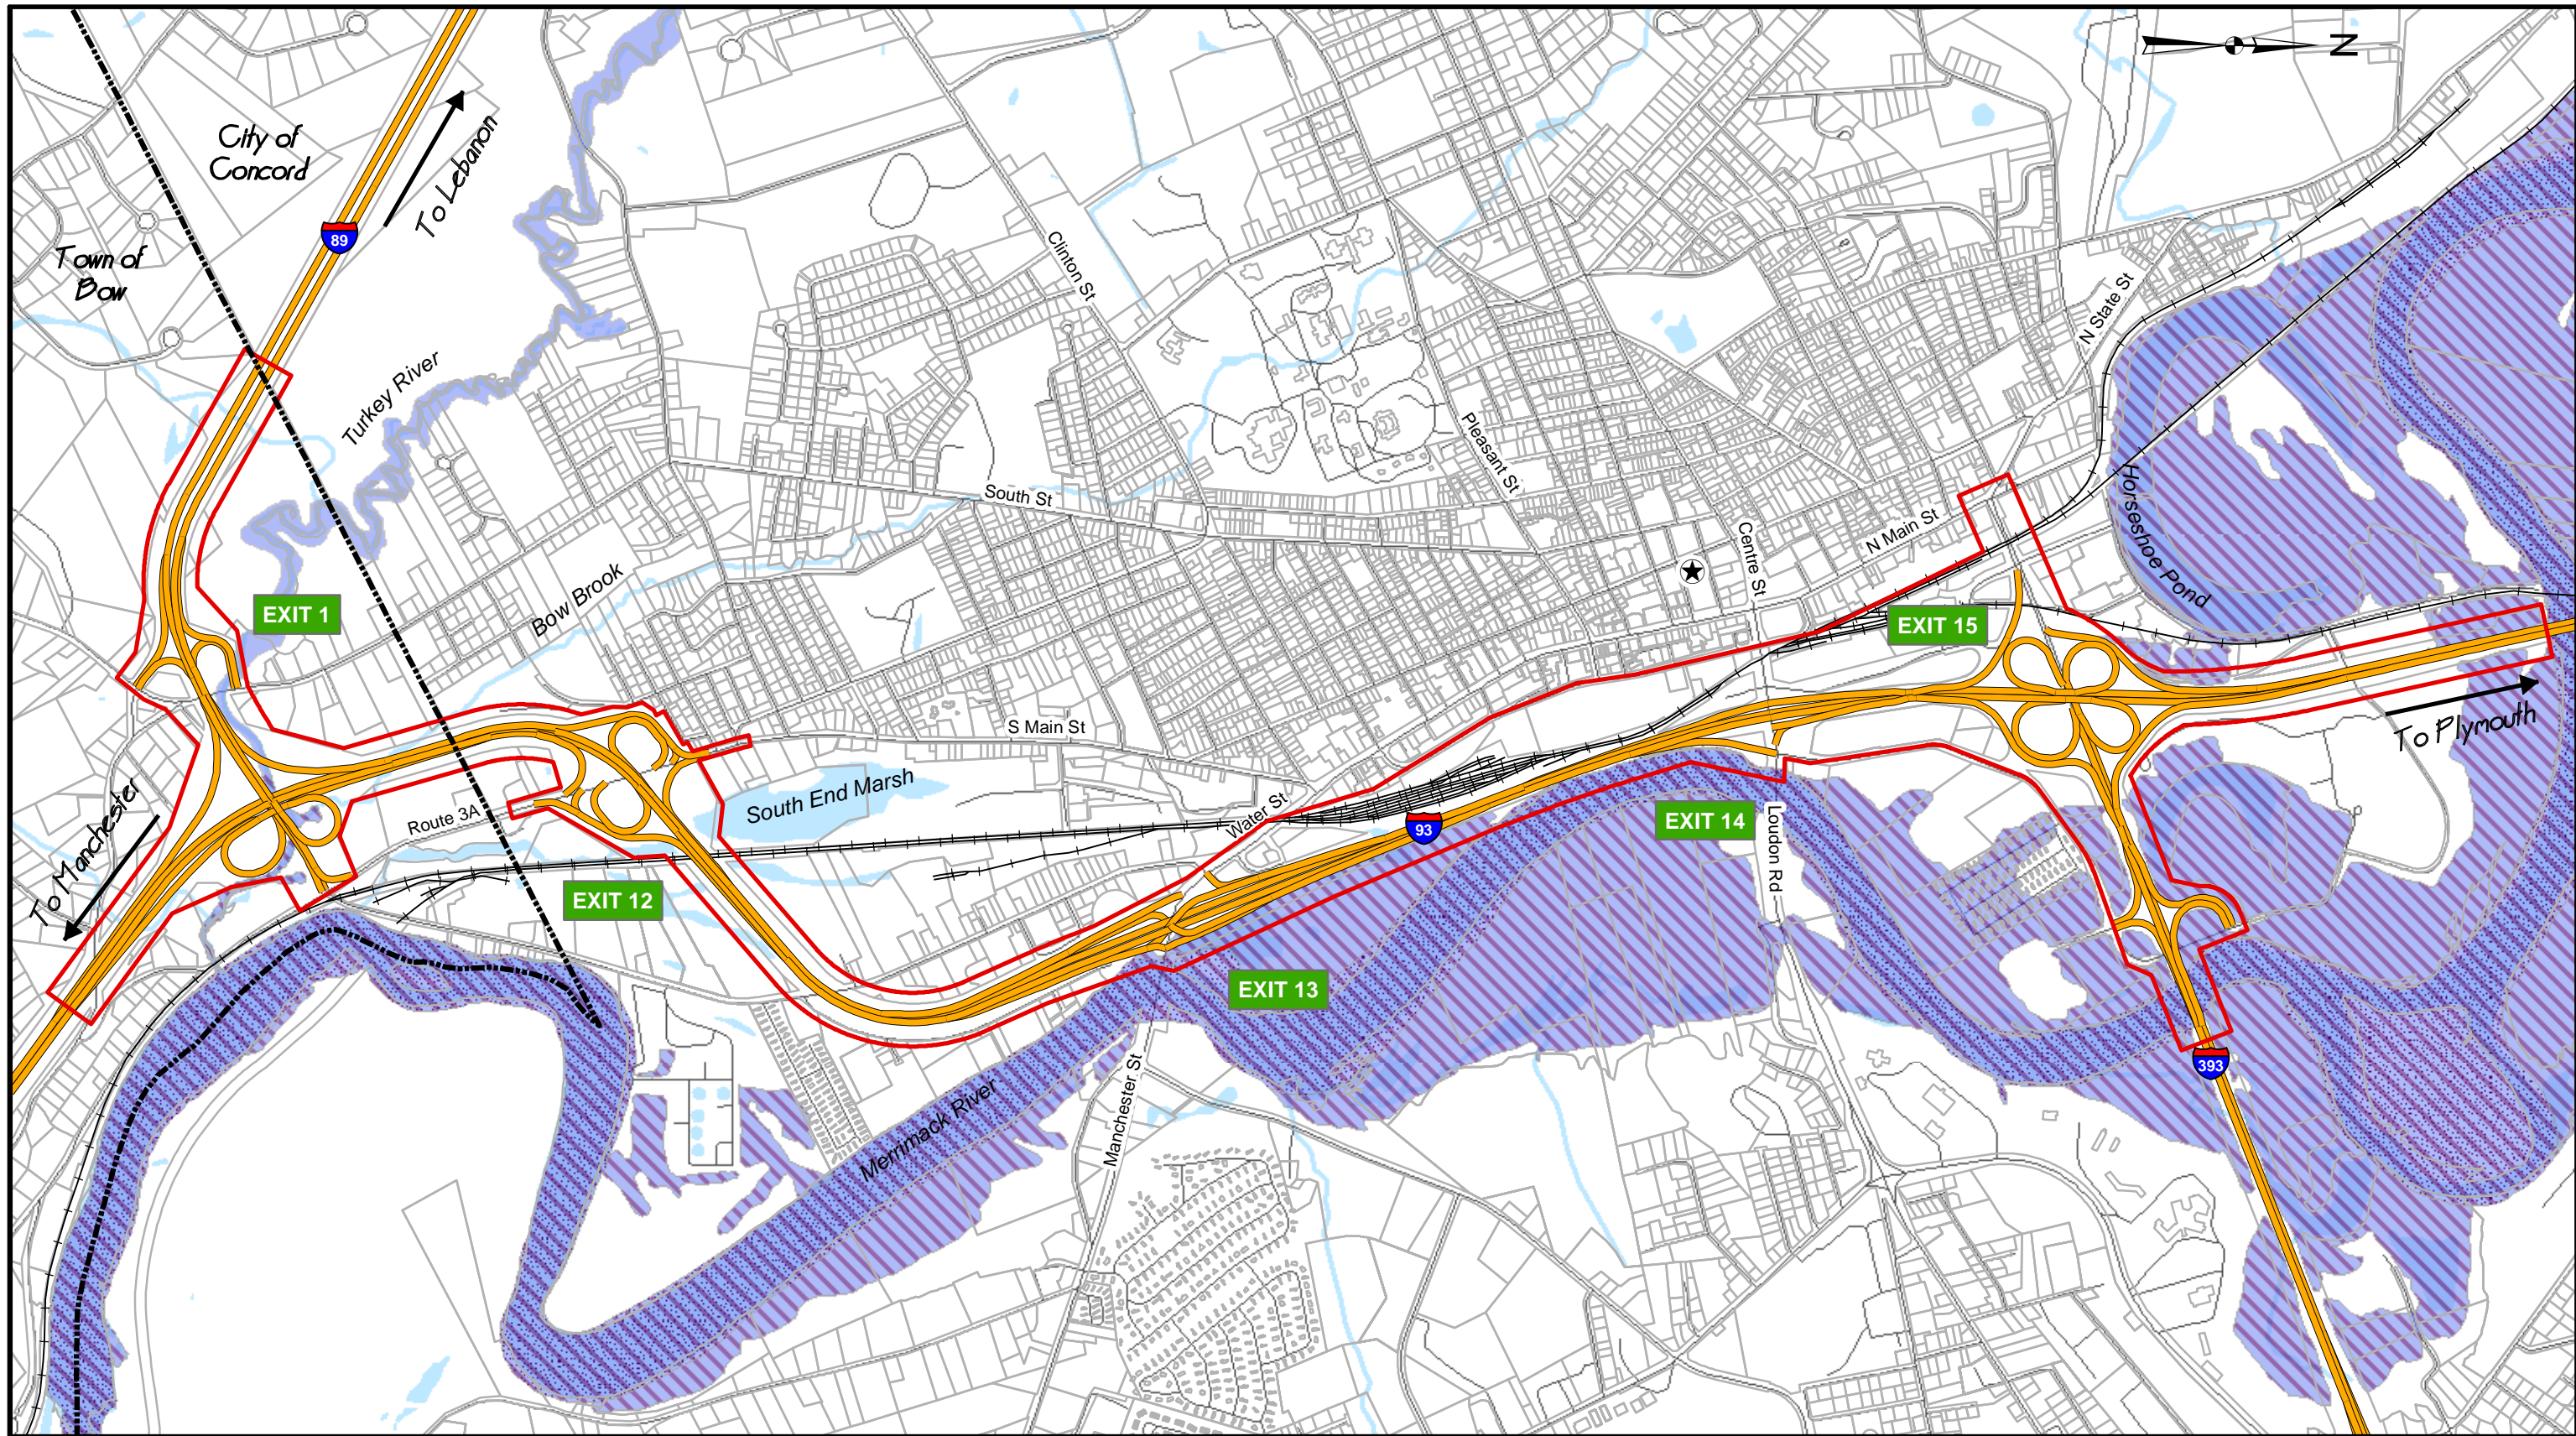 N
City of
Concord
To Lebanon
89
Town of
Bow
Clinton St
N State St
Turkey River
Pleasant St
Horseshoe Pond
South St
Centre St
N Main St
Bow Brook
EXIT 1
EXIT 15
S Main St
To Plymouth
South End Marsh
Route 3A
Water St
93
EXIT 14
Loudon Rd
To Manchester
EXIT 12
EXIT 13
Manchester St
Merrimack River
393